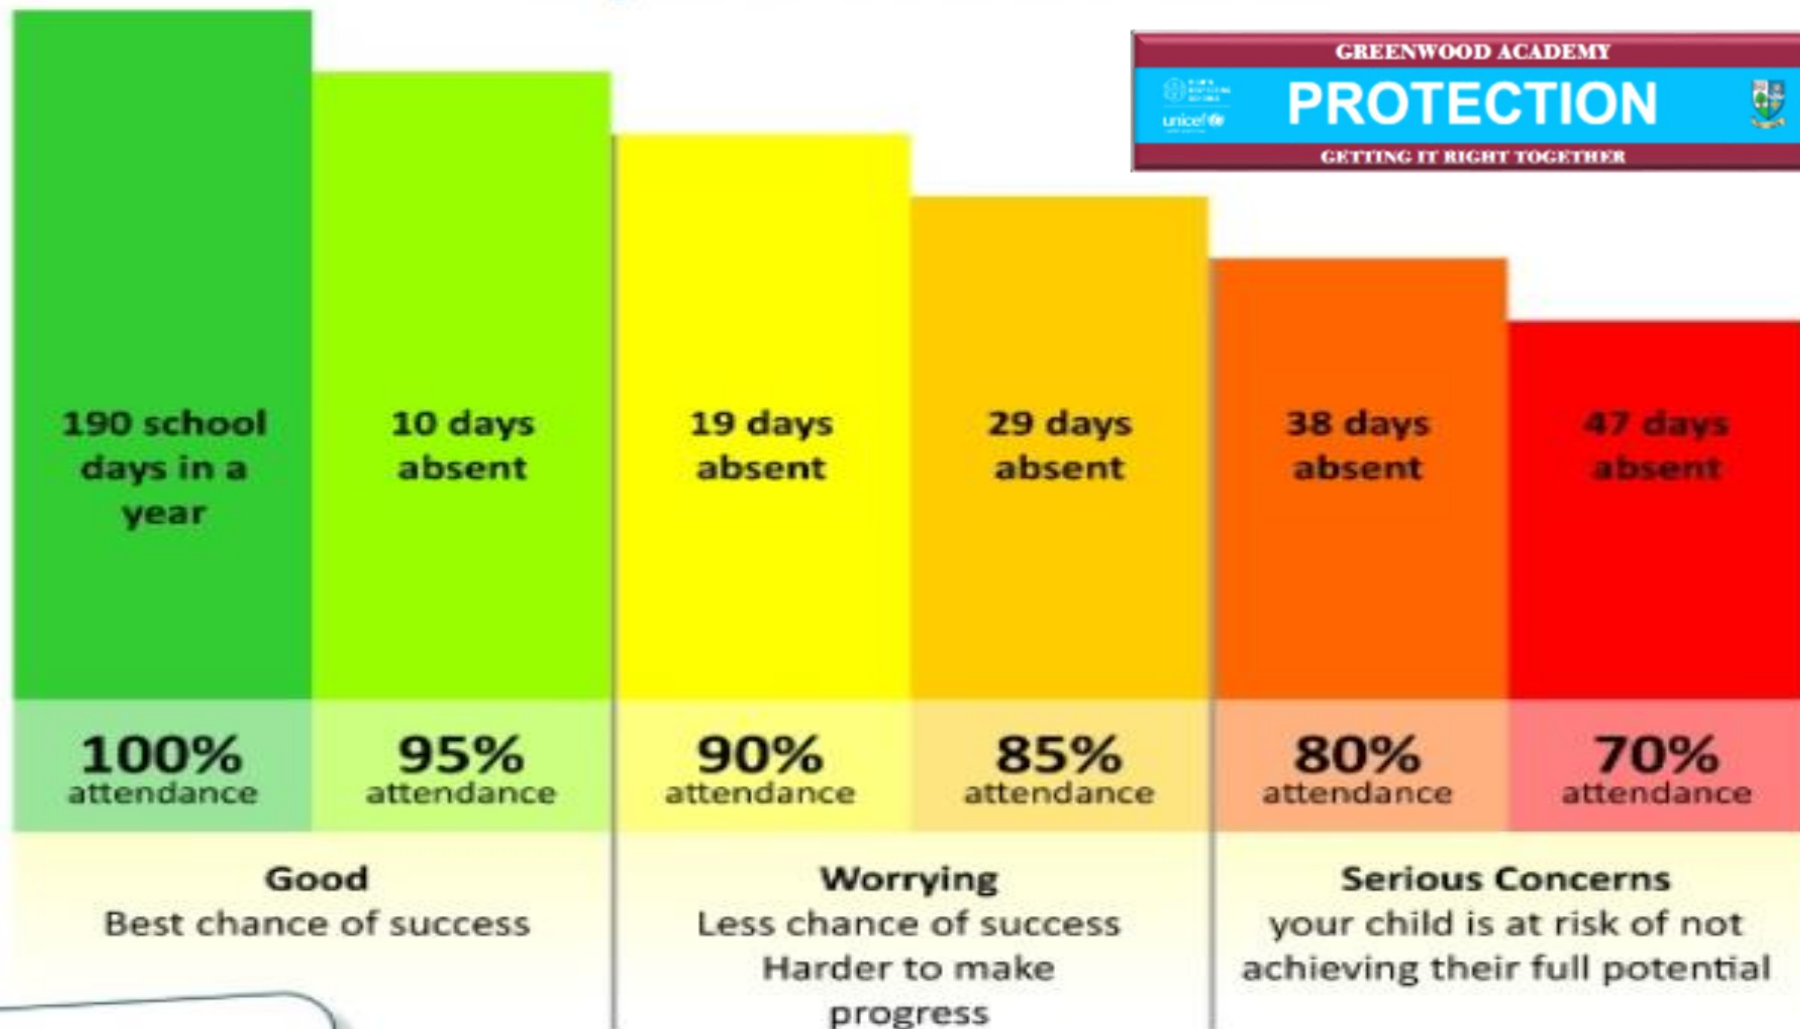 GREENWOOD ACADEMY
unicef
PROTECTION
GETTING IT RIGHT TOGETHER
190 school
days in a
year
10 days
absent
19 days
absent
29 days
absent
38 days
absent
47 days
absent
100%
attendance
95%
attendance
90%
attendance
85%
attendance
80%
attendance
70%
attendance
Good
Best chance of success
Worrying
Less chance of success
Harder to make
progress
Serious Concerns
your child is at risk of not
achieving their full potential